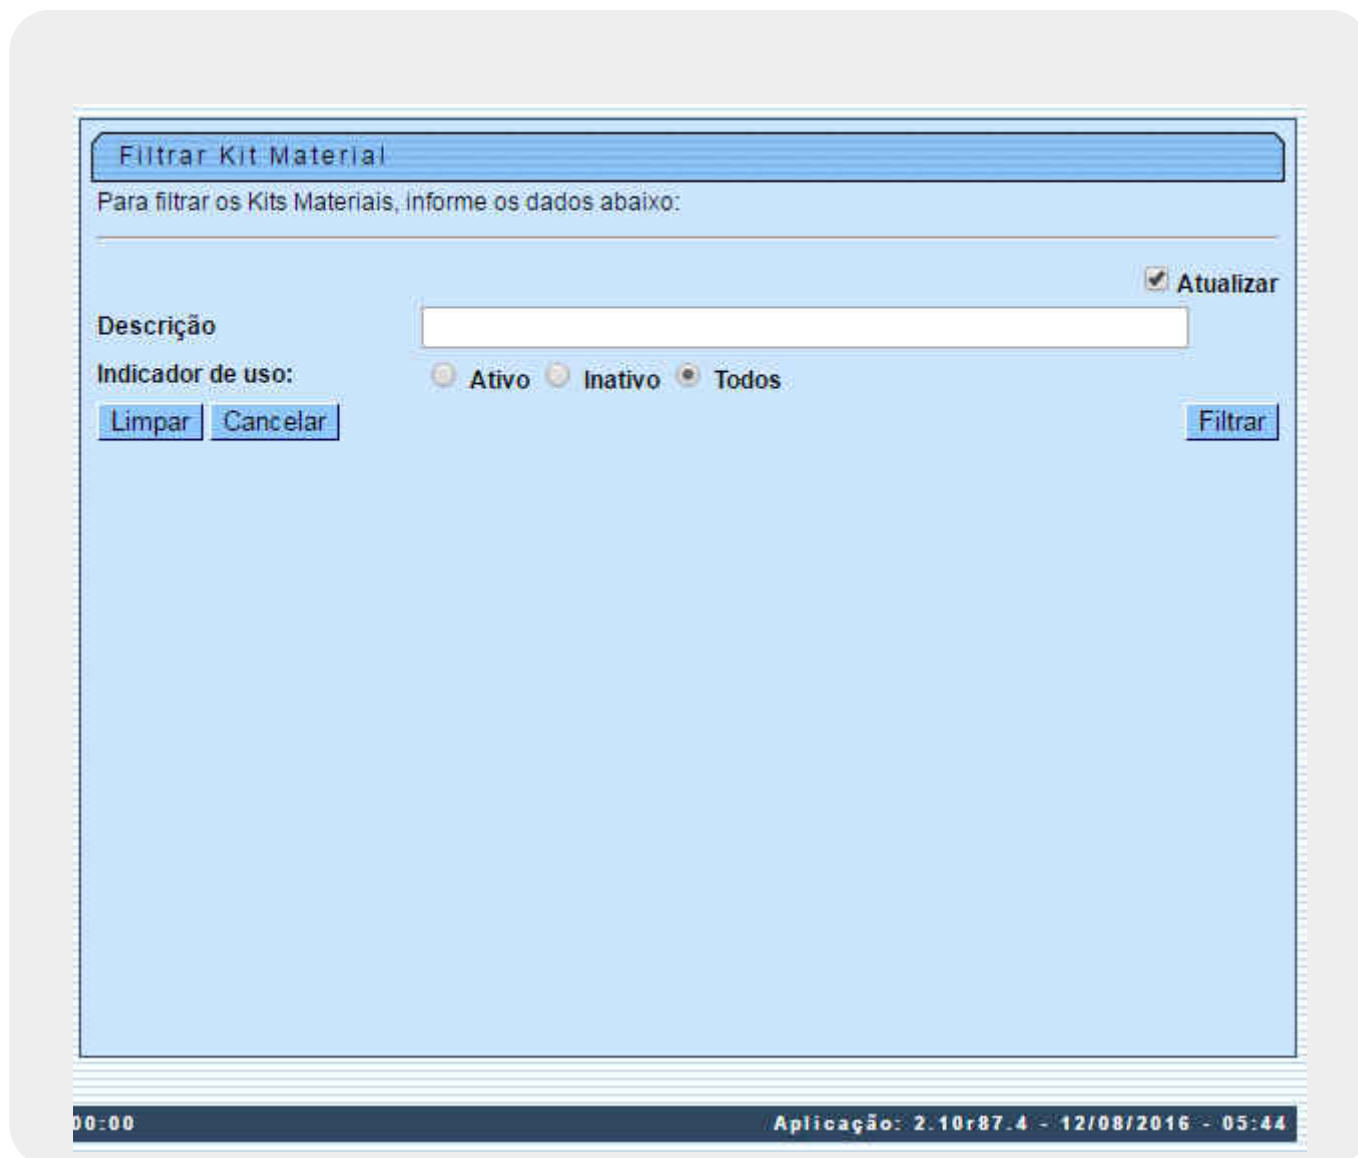 Filtrar Kit Material
Para filtrar os Kits Materiais, informe os dados abaixo:
Atualizar
Descrição
Indicador de uso: Ativo Inativo Todos
Limpar Cancelar Filtrar
00:00 Aplicação: 2.10r87.4 - 12/08/2016 - 05:44